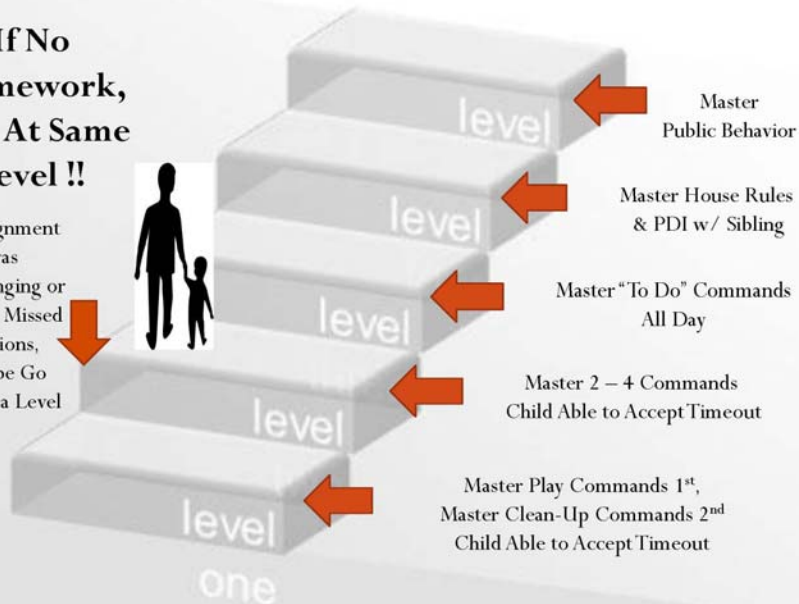 If No
mework,
At Same
evel !!
gnment
as
nging or
Missed
ions,
be Go
a Level
level
level
level
level
level
one
Master
Public Behavior
Master House Rules
& PDI w/ Sibling
Master “To Do” Commands
All Day
Master 2 – 4 Commands
Child Able to Accept Timeout
Master Play Commands 1st,
Master Clean-Up Commands 2nd
Child Able to Accept Timeout